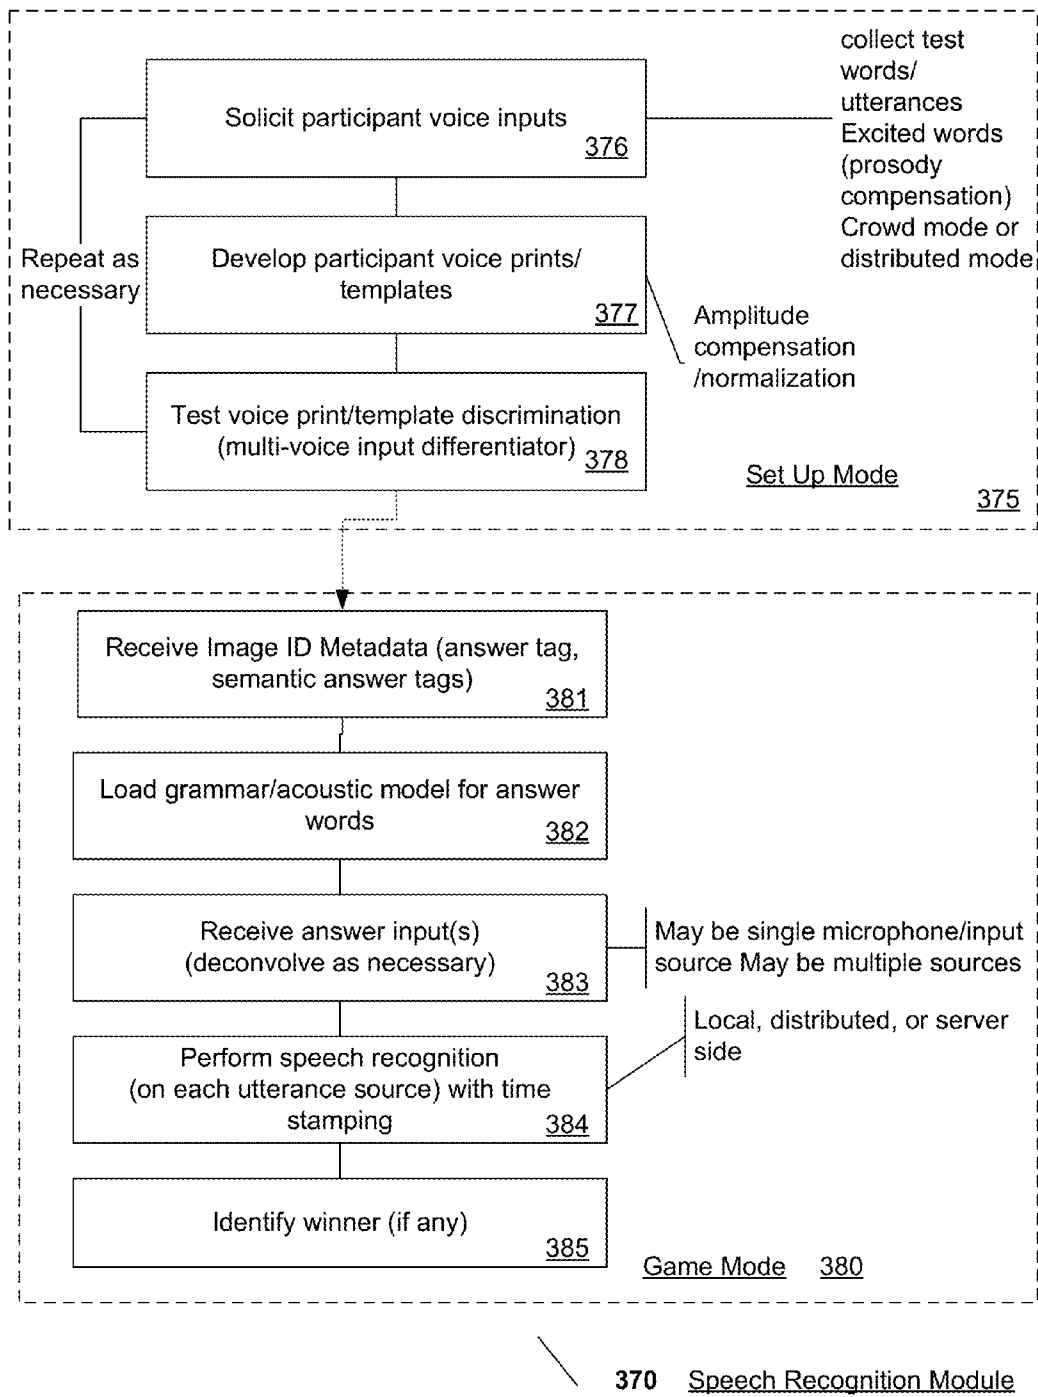 collect test
words/
utterances
Excited words
(prosody
compensation)
Crowd mode or
distributed mode
Solicit participant voice inputs
376
Repeat as
necessary
Develop participant voice prints/
templates
377
Amplitude
compensation
/normalization
Test voice print/template discrimination
(multi-voice input differentiator)
378
Set Up Mode
375
Receive Image ID Metadata (answer tag,
semantic answer tags)
381
Load grammar/acoustic model for answer
words
382
Receive answer input(s)
(deconvolve as necessary)
383
May be single microphone/input
source May be multiple sources
Local, distributed, or server
side
Perform speech recognition
(on each utterance source) with time
stamping
384
Identify winner (if any)
385
Game Mode 380
370 Speech Recognition Module